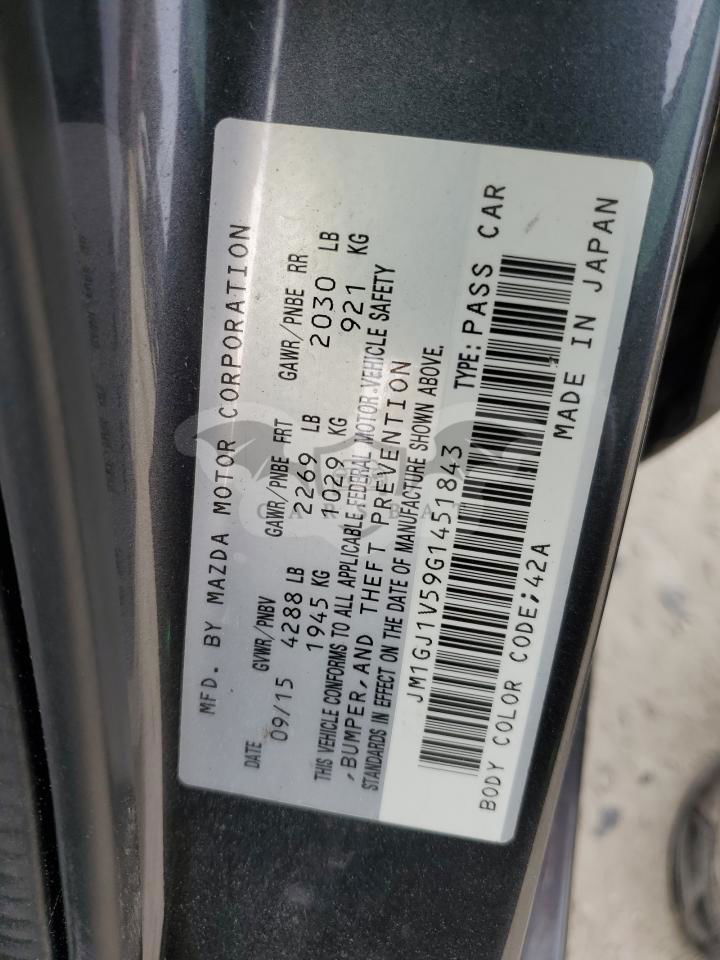 MFD. BY MAZDA MOTOR CORPORATION
DATE GVWR/PNBV GAWR/PNBE FRT GAWR/PNBE RR
09/15 4288 LB 2269 LB 2030 LB
1945 KG 1029 KG 921 KG
THIS VEHICLE CONFORMS TO ALL APPLICABLE FEDERAL MOTOR VEHICLE SAFETY
,BUMPER, AND THEFT PREVENTION
STANDARDS IN EFFECT ON THE DATE OF MANUFACTURE SHOWN ABOVE.
JM1GJ1V59G1451843 TYPE: PASS CAR
BODY COLOR CODE;42A MADE IN JAPAN
CARSBAT